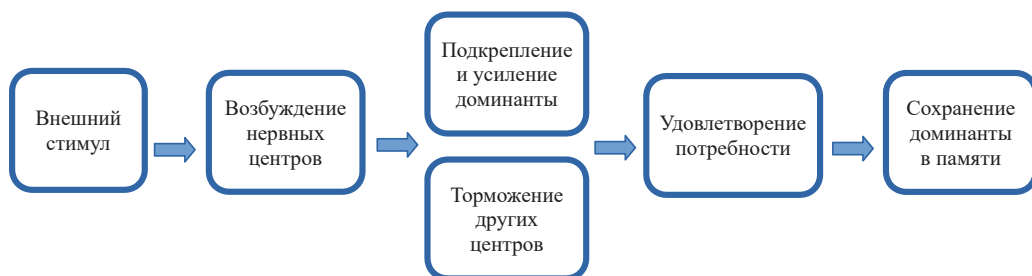 Внешний
стимул
Возбуждение
нервных
центров
Подкрепление
и усиление
доминанты
Торможение
других
центров
Удовлетворение
потребности
Сохранение
доминанты
в памяти